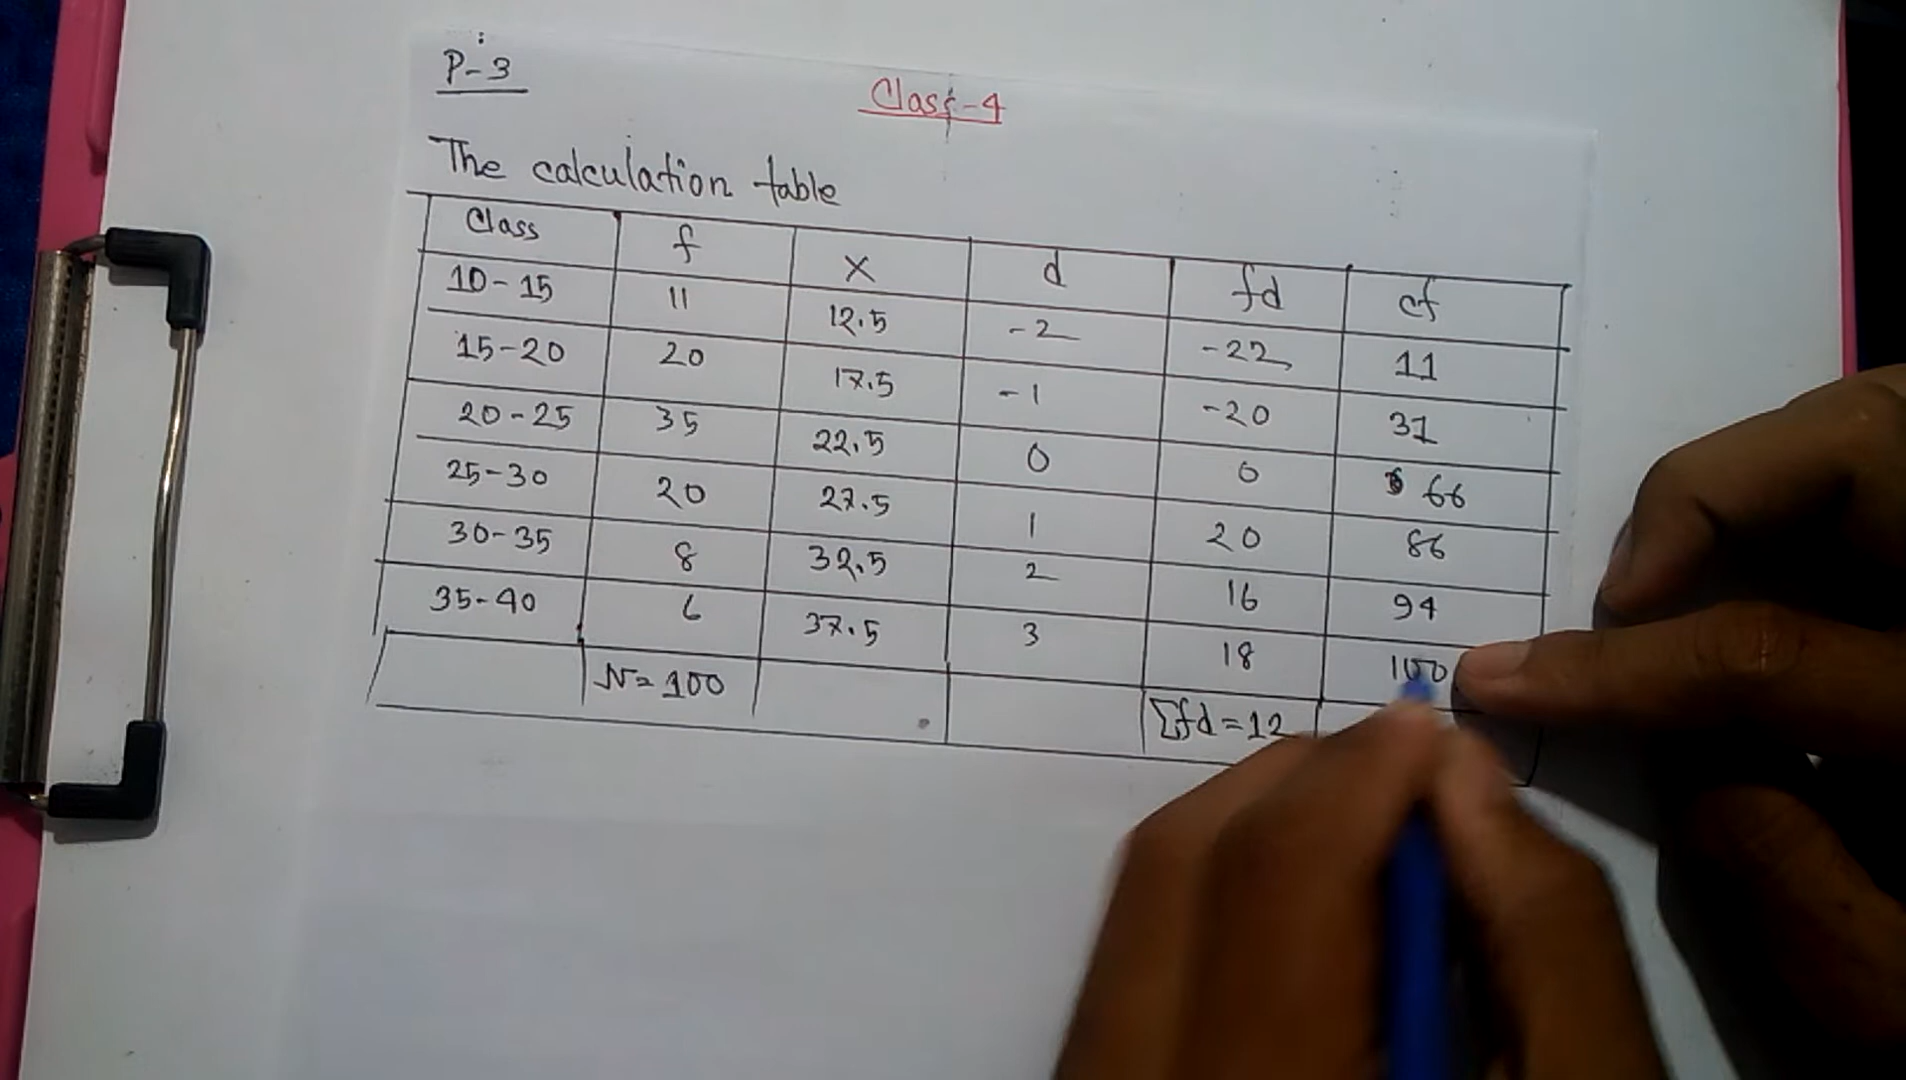 P-3
Class-4
The calculation table
Class f X d fd cf
10-15 11 12.5 -2 -22 11
15-20 20 17.5 -1 -20 31
20-25 35 22.5 0 0 66
25-30 20 27.5 1 20 86
30-35 8 32.5 2 16 94
35-40 6 37.5 3 18 100
N=100 Σfd=12